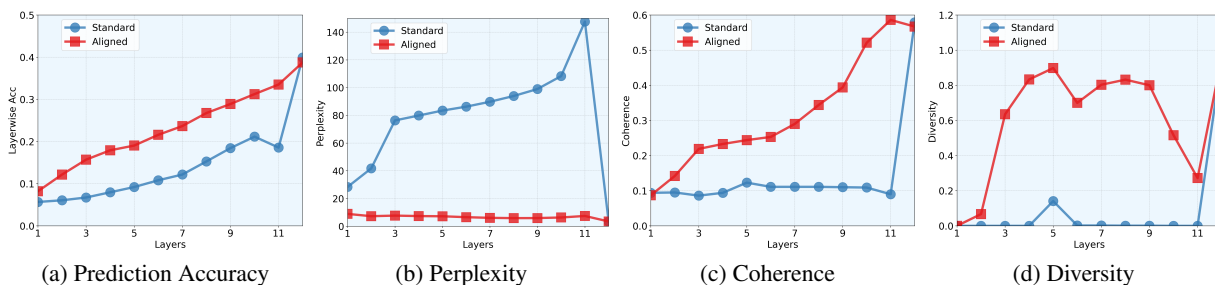 0.5
0.4
0.3
0.2
0.1
0.0
Layerwise Acc
Standard
Aligned
1 3 5 7 9 11
Layers
(a) Prediction Accuracy
140
120
100
80
60
40
20
0
Perplexity
Standard
Aligned
1 3 5 7 9 11
Layers
(b) Perplexity
0.6
0.5
0.4
0.3
0.2
0.1
0.0
Coherence
Standard
Aligned
1 3 5 7 9 11
Layers
(c) Coherence
1.2
1.0
0.8
0.6
0.4
0.2
0.0
Diversity
Standard
Aligned
1 3 5 7 9 11
Layers
(d) Diversity